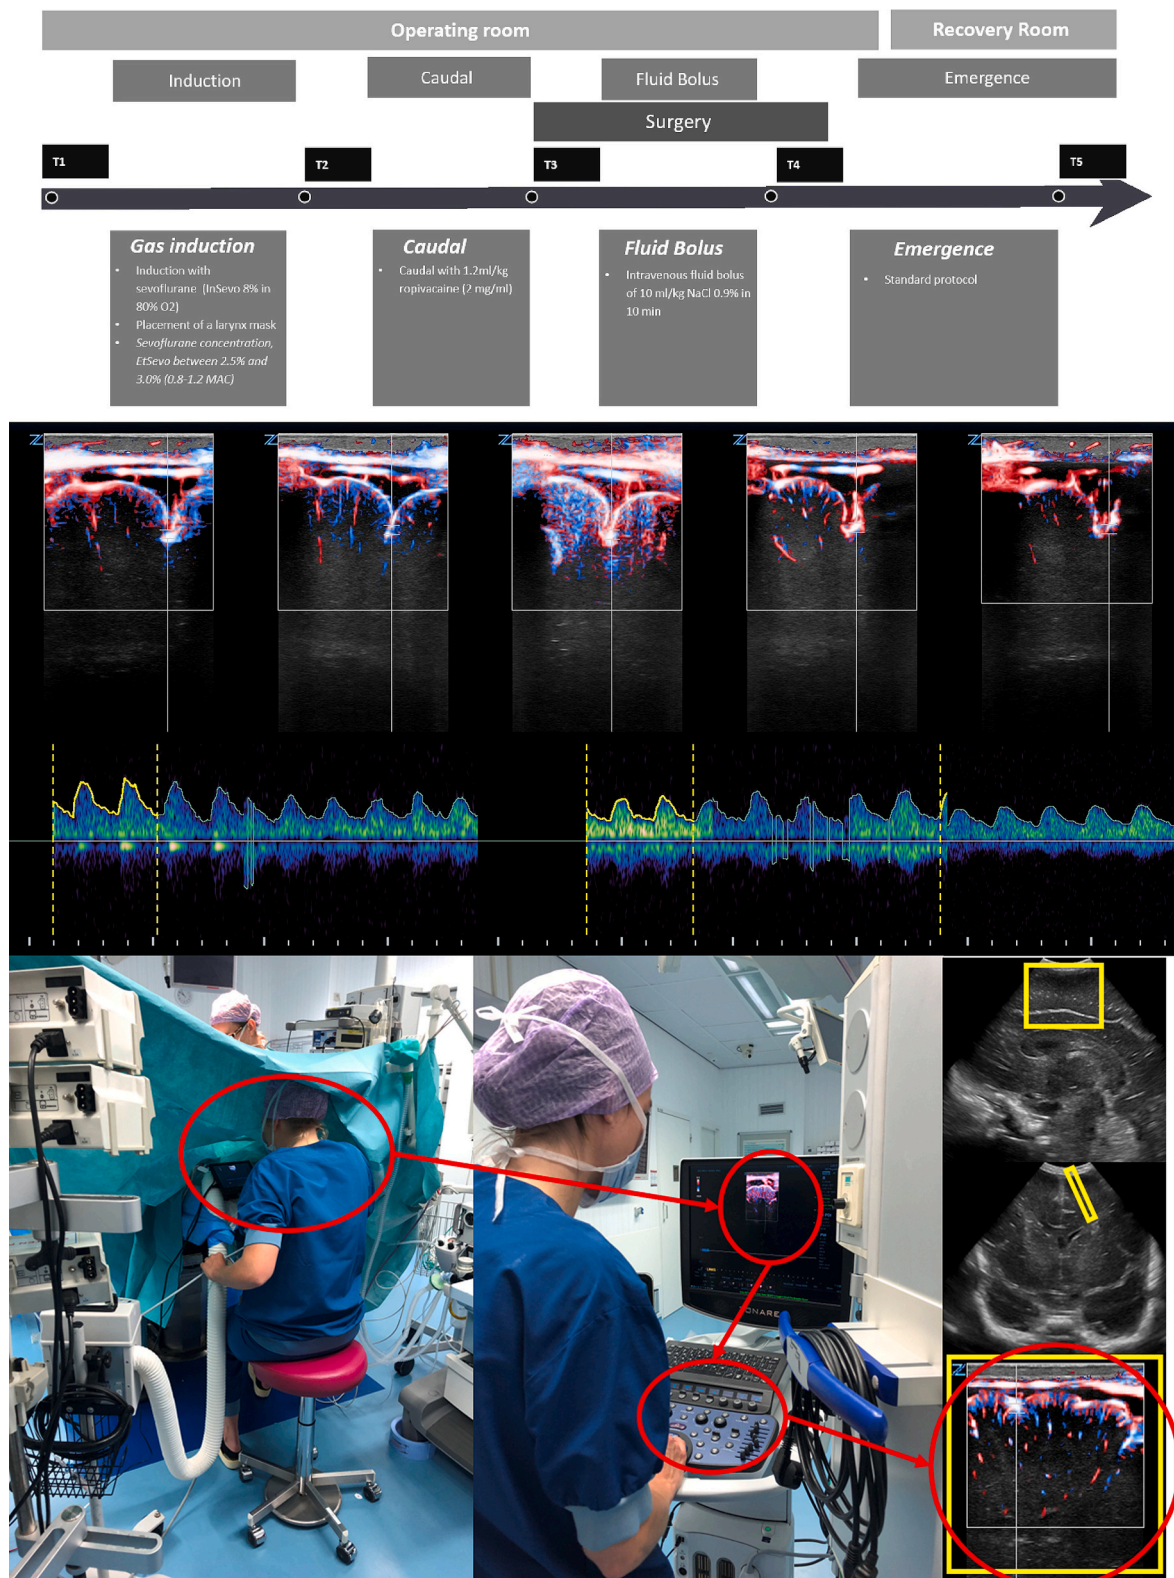 Operating room
Recovery Room
Induction
Caudal
Fluid Bolus
Emergence
Surgery
T1
T2
T3
T4
T5
Gas induction
• Induction with
sevoflurane (InSevo 8% in
80% O2)
• Placement of a larynx mask
• Sevoflurane concentration,
EtSevo between 2.5% and
3.0% (0.8-1.2 MAC)
Caudal
• Caudal with 1.2ml/kg
ropivacaine (2 mg/ml)
Fluid Bolus
• Intravenous fluid bolus
of 10 ml/kg NaCl 0.9% in
10 min
Emergence
• Standard protocol
Z
Z
Z
Z
Z
ZONARE
Z